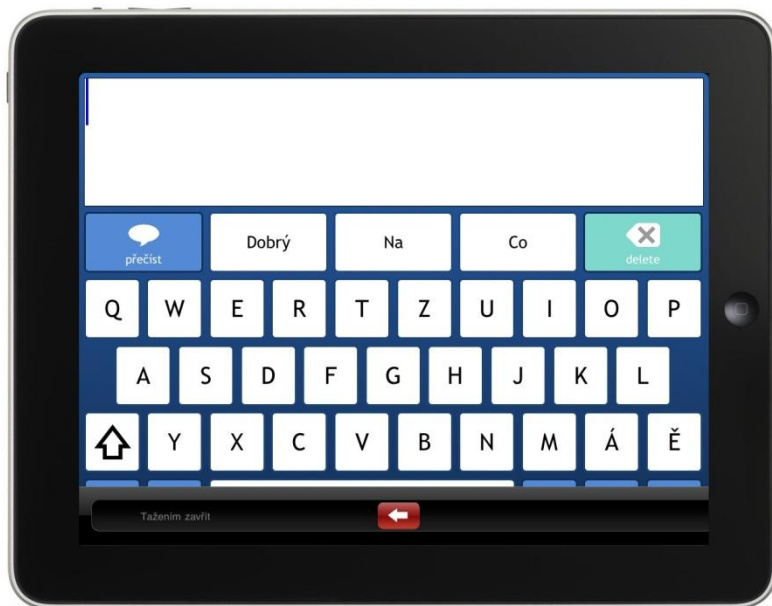 přečíst Dobrý Na Co delete
Q W E R T Z U I O P
A S D F G H J K L
Y X C V B N M Á Ě
Tažením zavřít